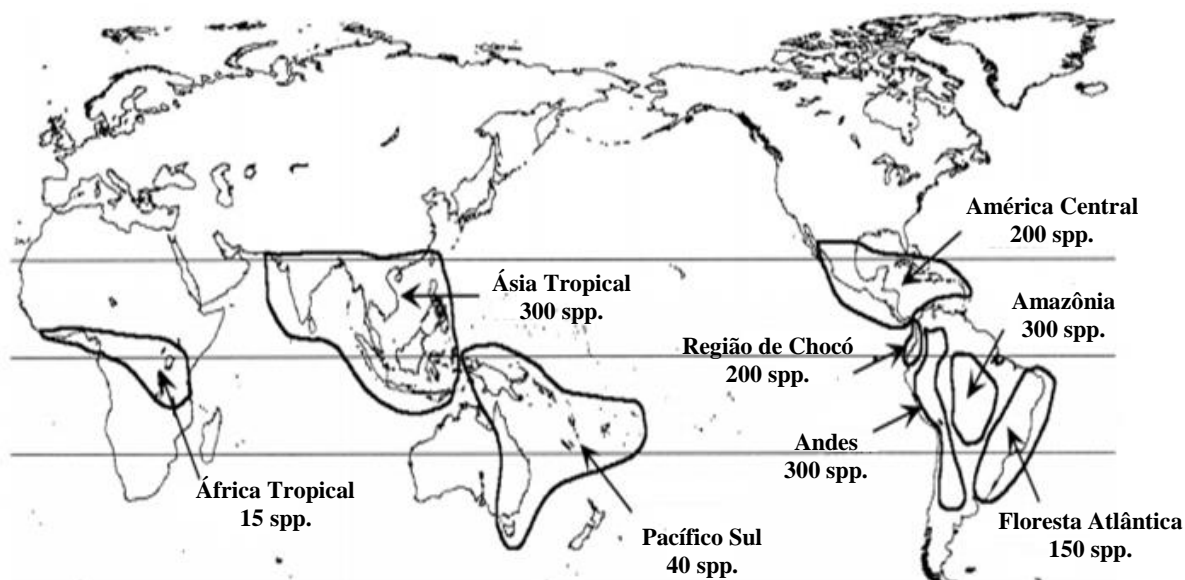 América Central
200 spp.
Ásia Tropical
300 spp.
Amazônia
300 spp.
Região de Chocó
200 spp.
Andes
300 spp.
África Tropical
15 spp.
Pacífico Sul
40 spp.
Floresta Atlântica
150 spp.